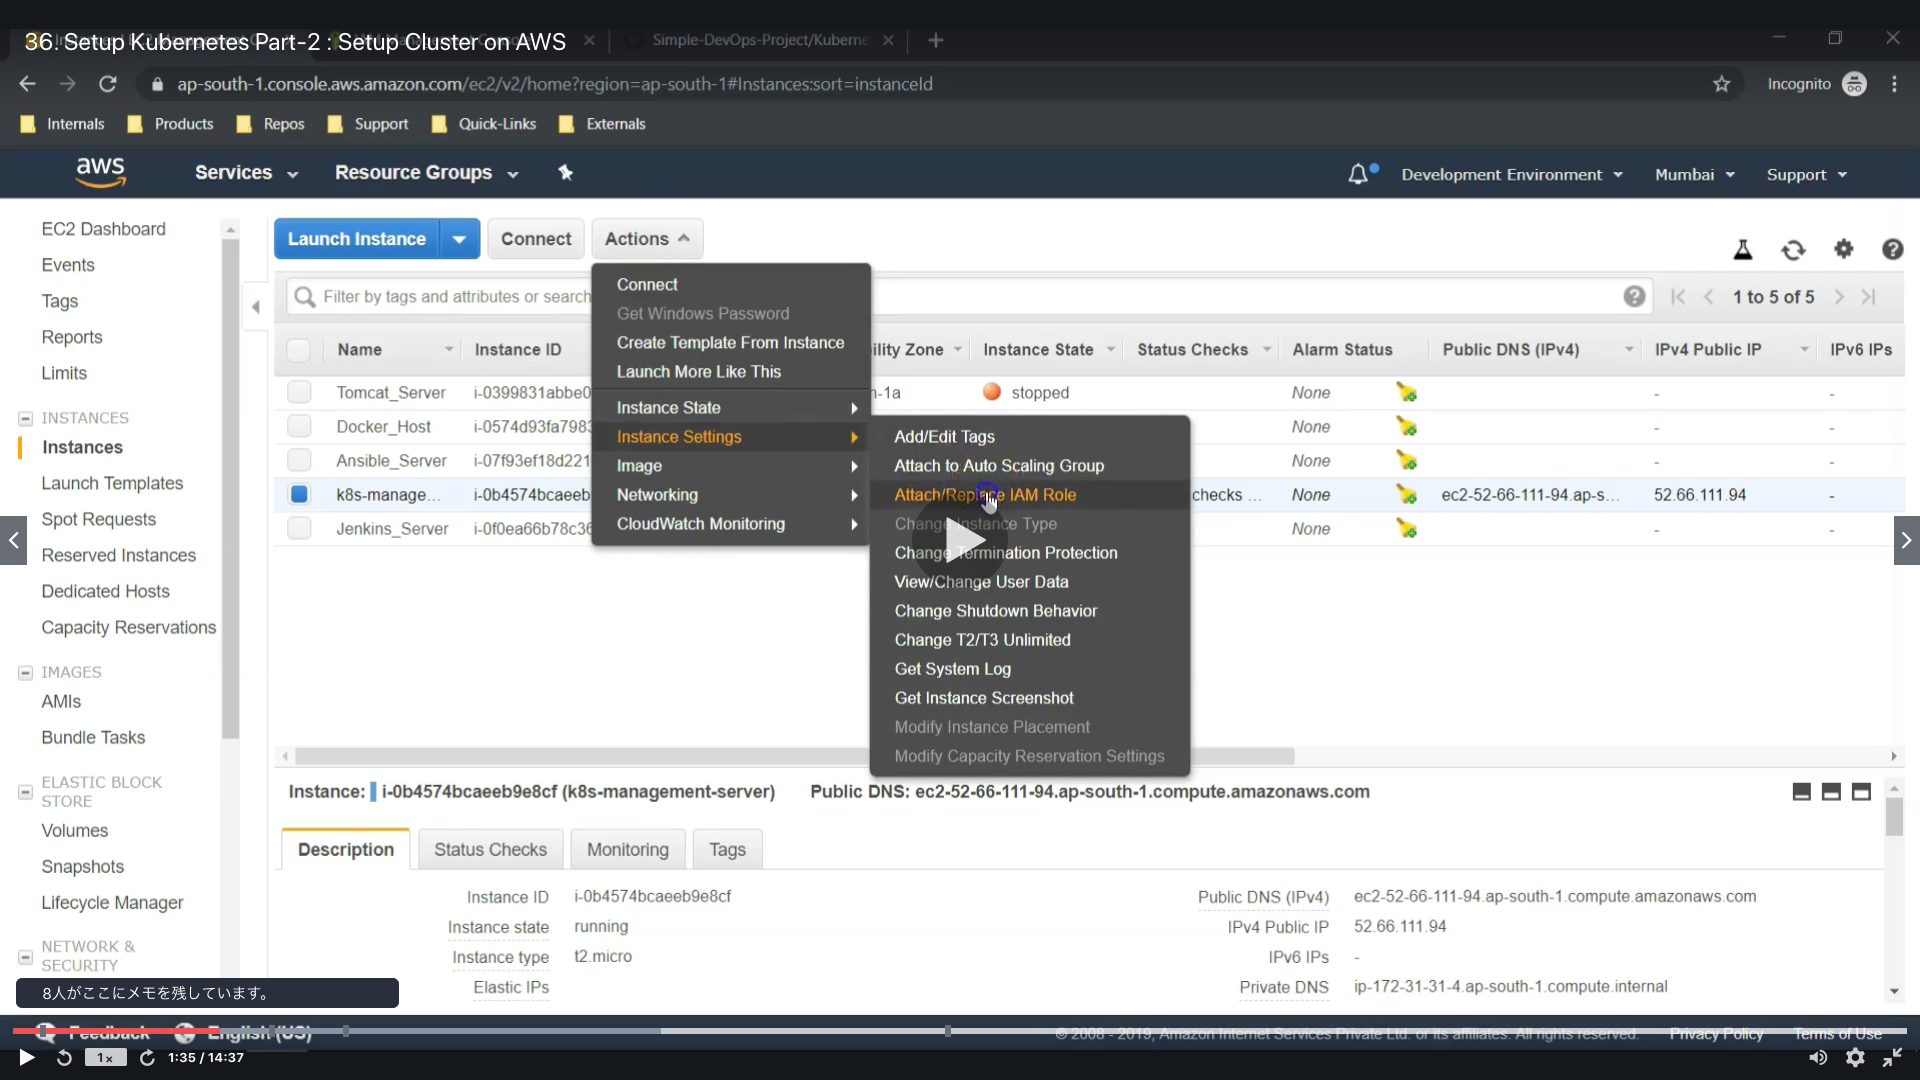 36. Setup Kubernetes Part-2 : Setup Cluster on AWS
Simple-DevOps-Project/Kuberne
ap-south-1.console.aws.amazon.com/ec2/v2/home?region=ap-south-1#Instances:sort=instanceId
Incognito
Internals
Products
Repos
Support
Quick-Links
Externals
aws
Services
Resource Groups
Development Environment
Mumbai
Support
EC2 Dashboard
Events
Tags
Reports
Limits
INSTANCES
Instances
Launch Templates
Spot Requests
Reserved Instances
Dedicated Hosts
Capacity Reservations
IMAGES
AMIs
Bundle Tasks
ELASTIC BLOCK
STORE
Volumes
Snapshots
Lifecycle Manager
NETWORK &
SECURITY
Launch Instance
Connect
Actions
Filter by tags and attributes or search
1 to 5 of 5
Name
Instance ID
ility Zone
Instance State
Status Checks
Alarm Status
Public DNS (IPv4)
IPv4 Public IP
IPv6 IPs
Tomcat_Server
i-0399831abbe0
n-1a
stopped
None
-
-
Docker_Host
i-0574d93fa7983
None
-
-
Ansible_Server
i-07f93ef18d221
None
-
-
k8s-manage...
i-0b4574bcaeeb
checks ...
None
ec2-52-66-111-94.ap-s...
52.66.111.94
-
Jenkins_Server
i-0f0ea66b78c36
None
-
-
Connect
Get Windows Password
Create Template From Instance
Launch More Like This
Instance State
Instance Settings
Image
Networking
CloudWatch Monitoring
Add/Edit Tags
Attach to Auto Scaling Group
Attach/Replace IAM Role
Change Instance Type
Change Termination Protection
View/Change User Data
Change Shutdown Behavior
Change T2/T3 Unlimited
Get System Log
Get Instance Screenshot
Modify Instance Placement
Modify Capacity Reservation Settings
Instance: i-0b4574bcaeeb9e8cf (k8s-management-server)
Public DNS: ec2-52-66-111-94.ap-south-1.compute.amazonaws.com
Description
Status Checks
Monitoring
Tags
Instance ID
i-0b4574bcaeeb9e8cf
Public DNS (IPv4)
ec2-52-66-111-94.ap-south-1.compute.amazonaws.com
Instance state
running
IPv4 Public IP
52.66.111.94
Instance type
t2.micro
IPv6 IPs
-
Elastic IPs
Private DNS
ip-172-31-31-4.ap-south-1.compute.internal
8人がここにメモを残しています。
Feedback
English (US)
© 2008 - 2019, Amazon Internet Services Private Ltd. or its affiliates. All rights reserved.
Privacy Policy
Terms of Use
1x
1:35 / 14:37